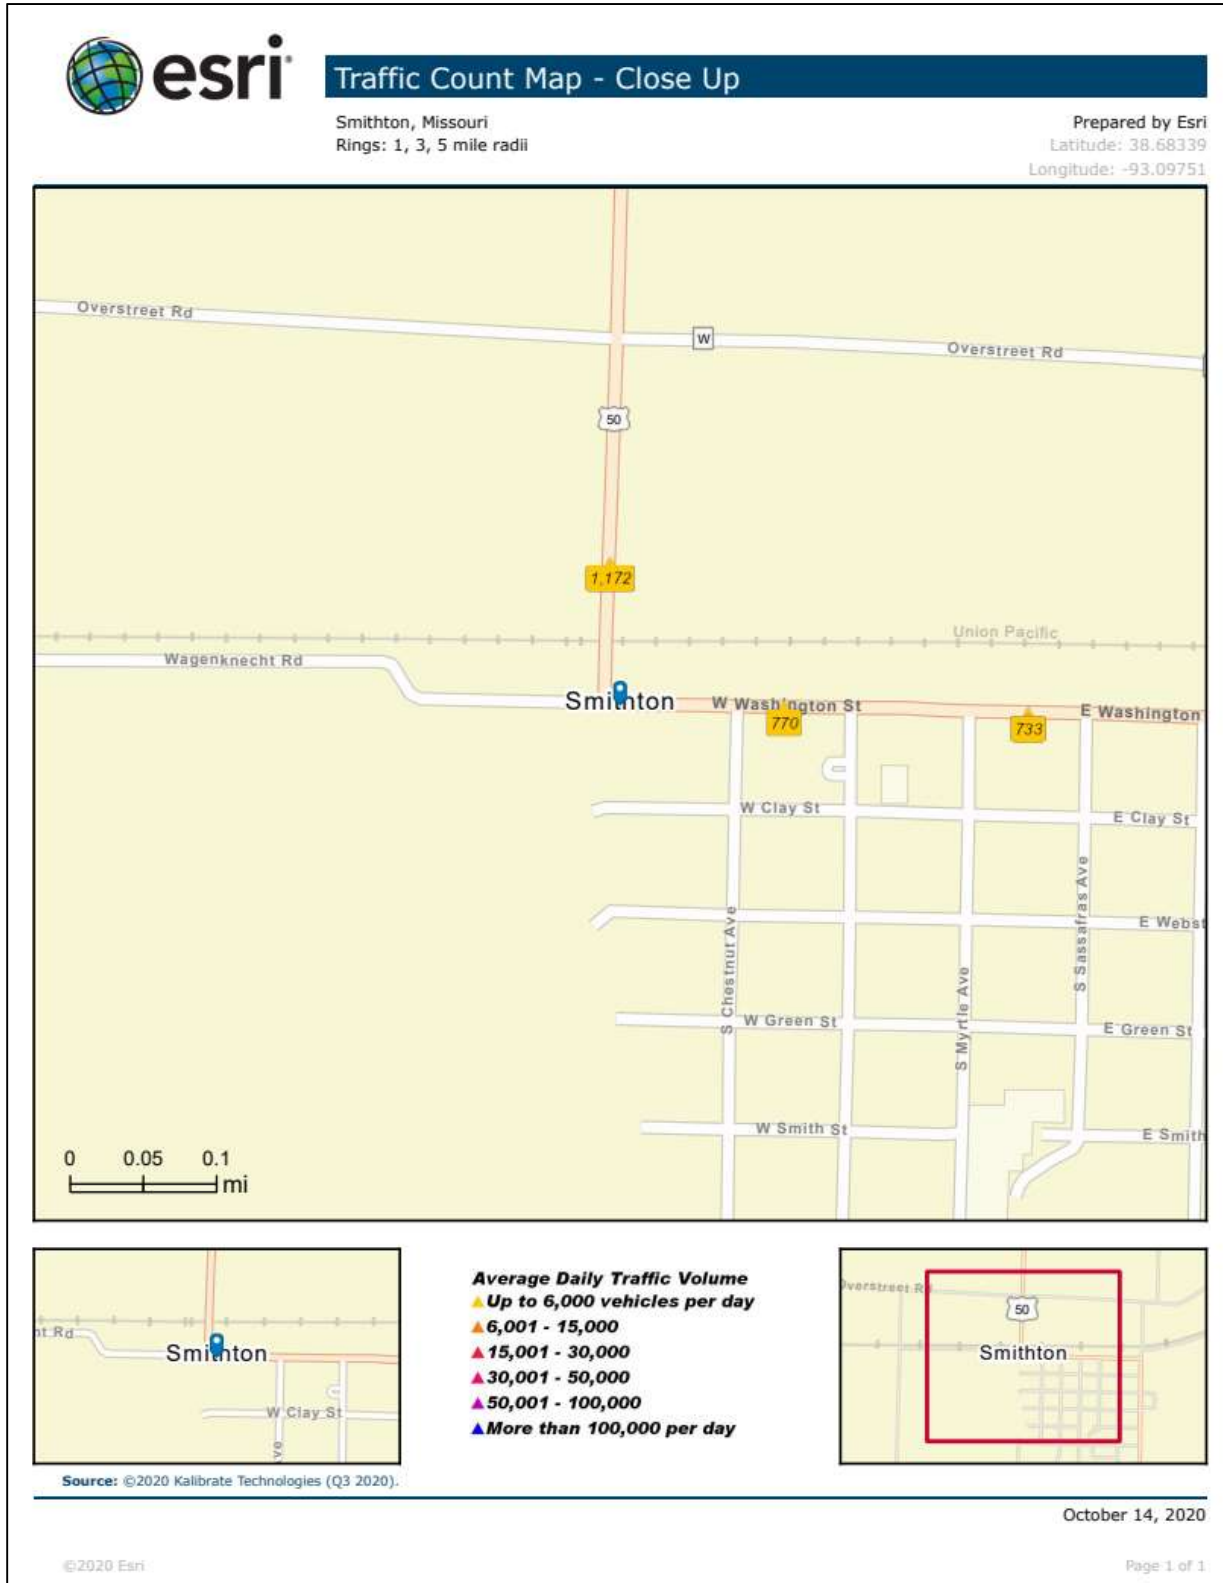 esri
Traffic Count Map - Close Up
Smithton, Missouri
Rings: 1, 3, 5 mile radii
Prepared by Esri
Latitude: 38.68339
Longitude: -93.09751
Overstreet Rd
W
Overstreet Rd
50
1,172
Union Pacific
Wagenknecht Rd
Smithton
W Washington St
E Washington
770
733
W Clay St
E Clay St
S Sassafras Ave
S Chestnut Ave
E Webst
S Myrtle Ave
W Green St
E Green St
W Smith St
E Smith
0 0.05 0.1
mi
nt Rd
Smithton
W Clay St
ve
Average Daily Traffic Volume
Up to 6,000 vehicles per day
6,001 - 15,000
15,001 - 30,000
30,001 - 50,000
50,001 - 100,000
More than 100,000 per day
Overstreet Rd
50
Smithton
Source: ©2020 Kalibrate Technologies (Q3 2020).
October 14, 2020
©2020 Esri
Page 1 of 1